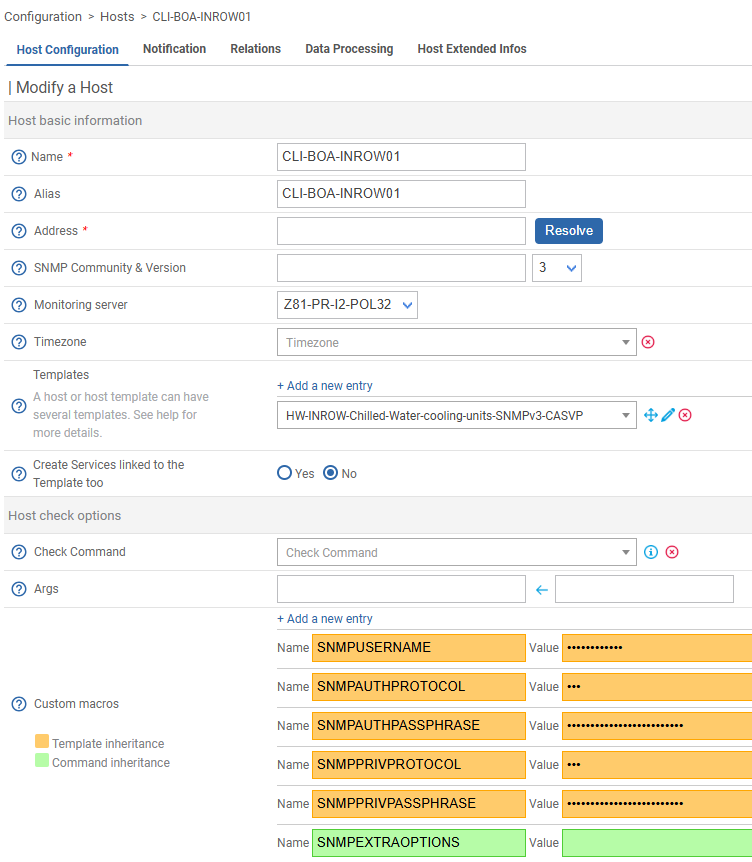 Configuration > Hosts > CLI-BOA-INROW01
Host Configuration Notification Relations Data Processing Host Extended Infos
| Modify a Host
Host basic information
Name * CLI-BOA-INROW01
Alias CLI-BOA-INROW01
Address * Resolve
SNMP Community & Version 3
Monitoring server Z81-PR-I2-POL32
Timezone Timezone
Templates
A host or host template can have
several templates. See help for
more details.
+ Add a new entry
HW-INROW-Chilled-Water-cooling-units-SNMPv3-CASVP
Create Services linked to the
Template too
Yes No
Host check options
Check Command Check Command
Args
Custom macros
Template inheritance
Command inheritance
+ Add a new entry
Name SNMPUSERNAME Value ••••••••••••
Name SNMPAUTHPROTOCOL Value •••
Name SNMPAUTHPASSPHRASE Value •••••••••••••••••••••••••
Name SNMPPRIVPROTOCOL Value •••
Name SNMPPRIVPASSPHRASE Value •••••••••••••••••••••••••
Name SNMPEXTRAOPTIONS Value